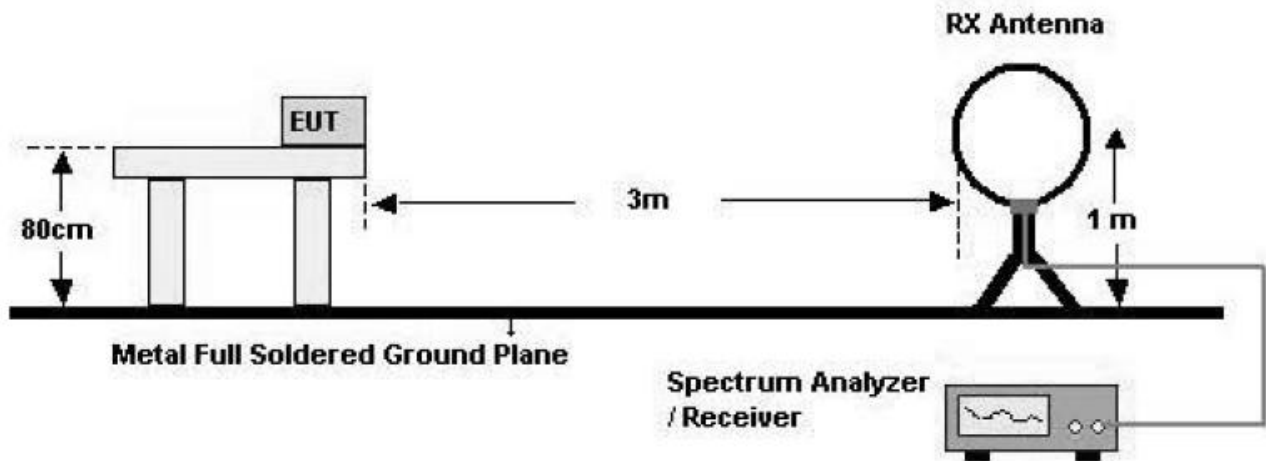 RX Antenna
EUT
80cm
3m
1 m
Metal Full Soldered Ground Plane
Spectrum Analyzer
/ Receiver